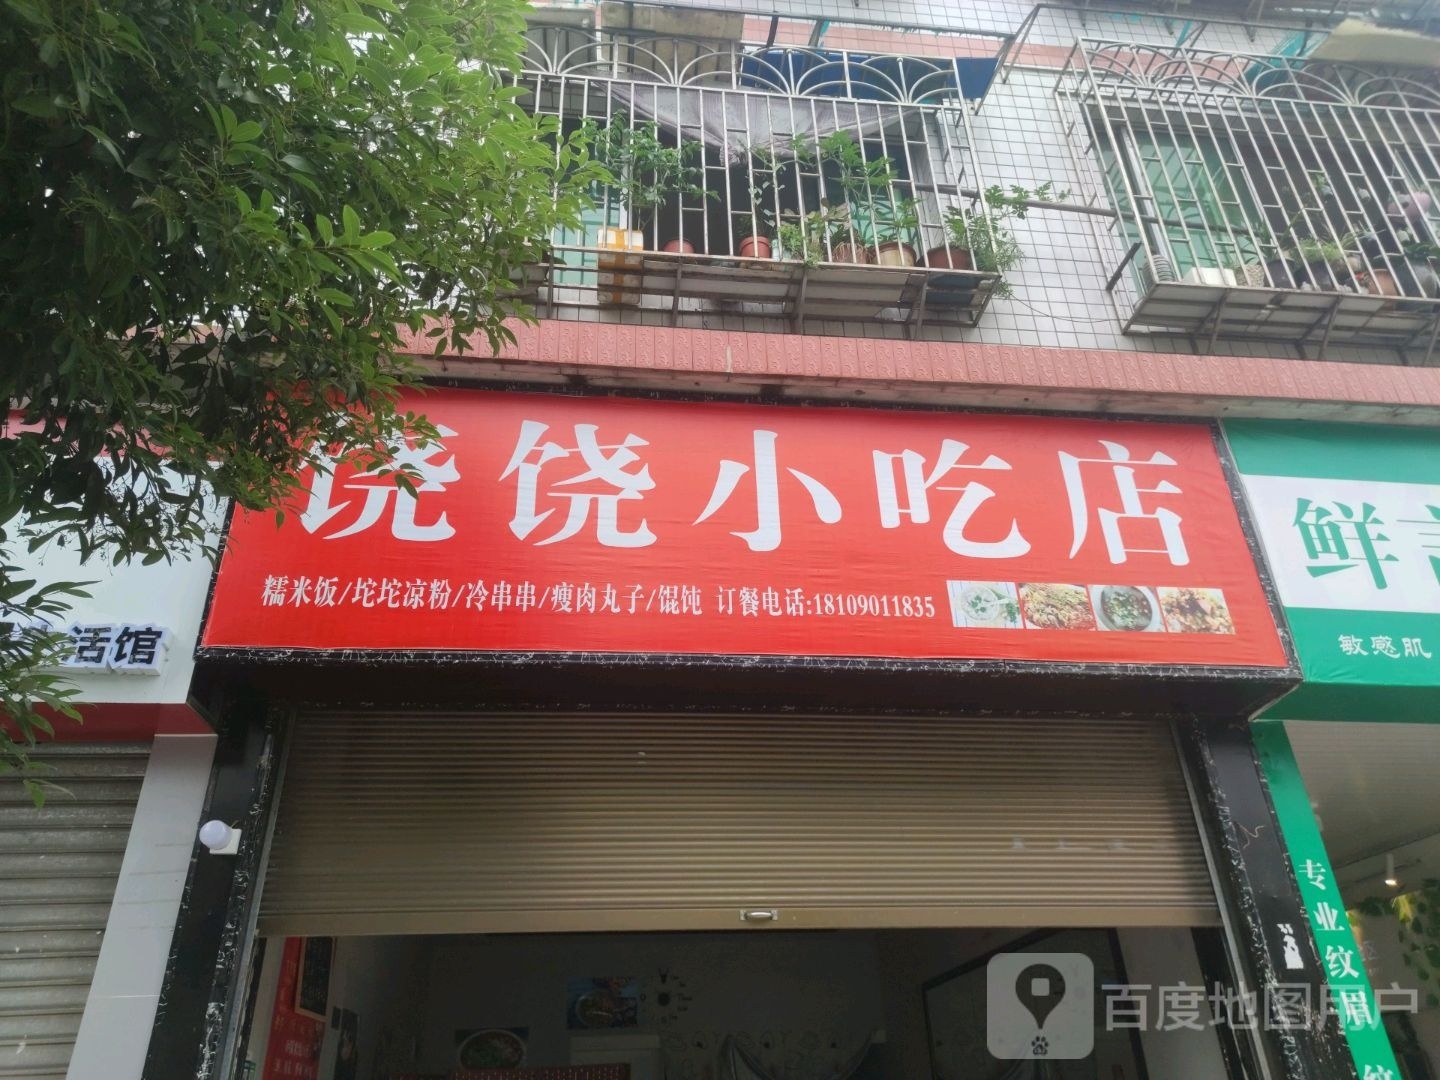 饶饶小吃店
糯米饭/坨坨凉粉/冷串串/瘦肉丸子/馄饨 订餐电话:18109011835
活馆
鲜
敏感肌
专业纹眉
百度地图用户